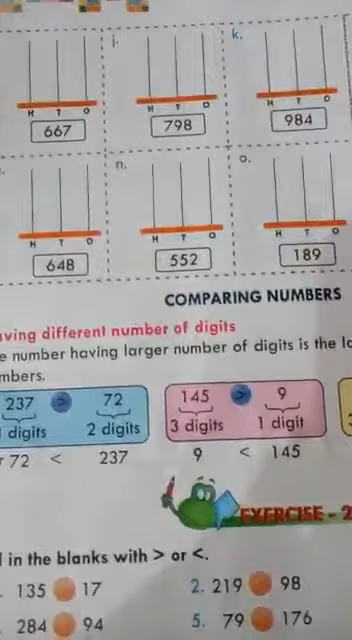 j. k.
H T O H T O H T O
667 798 984
n. o.
H T O H T O H T O
648 552 189
COMPARING NUMBERS
ving different number of digits
e number having larger number of digits is the lo
mbers.
237 > 72 145 > 9
digits 2 digits 3 digits 1 digit
72 < 237 9 < 145
EXERCISE - 2
in the blanks with > or <.
135 17 2. 219 98
284 94 5. 79 176